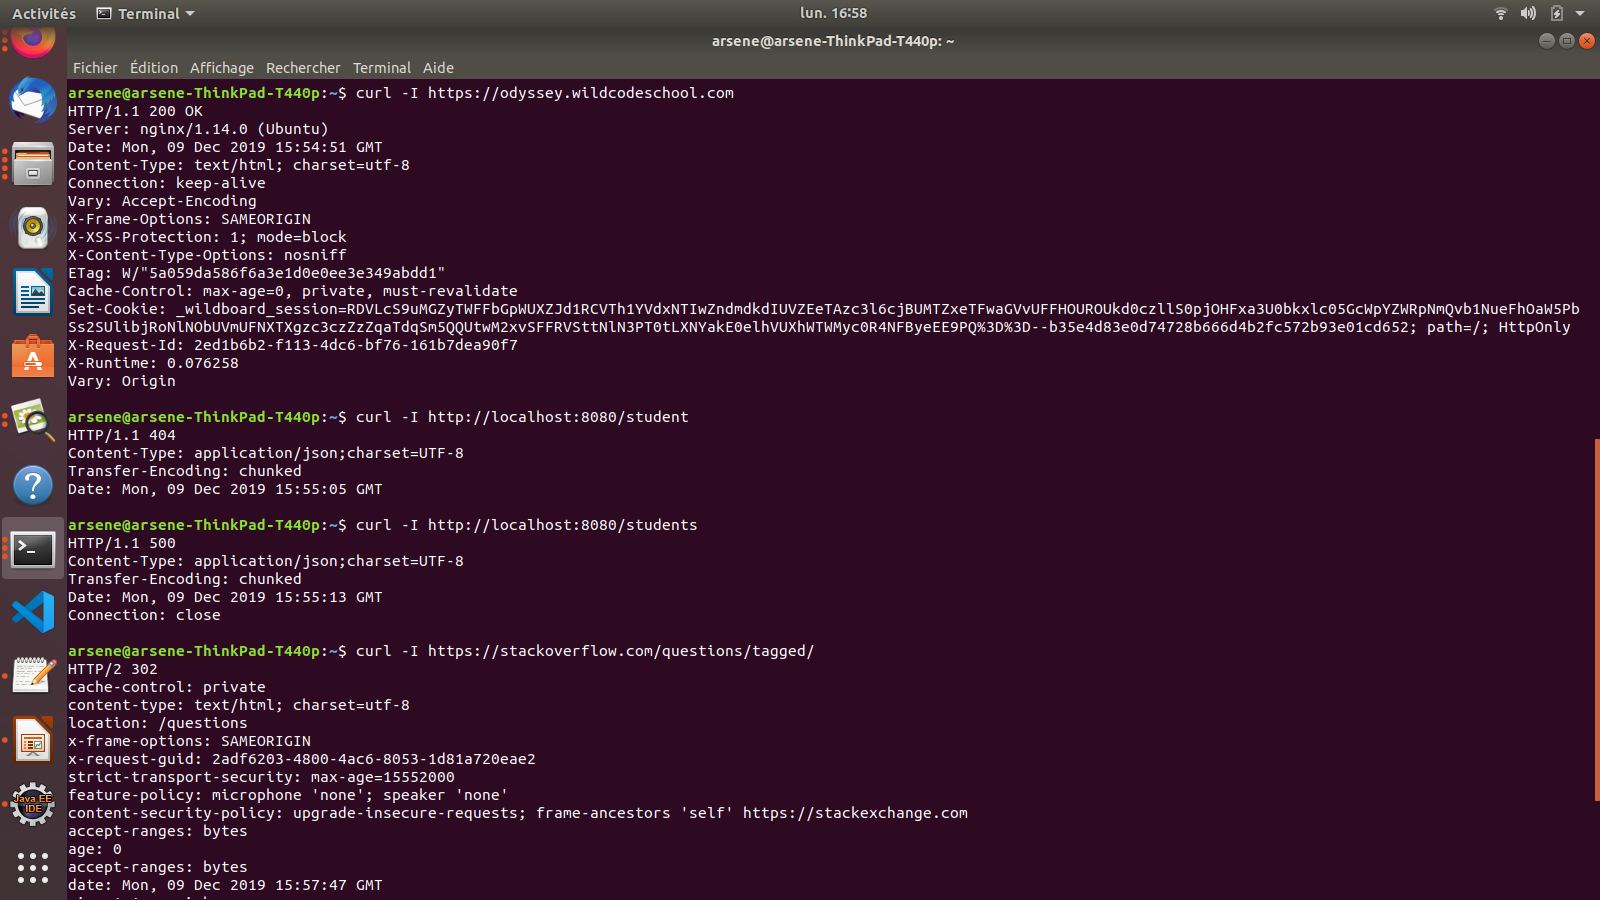 Activités Terminal lun. 16:58
arsene@arsene-ThinkPad-T440p: ~
Fichier Édition Affichage Rechercher Terminal Aide
arsene@arsene-ThinkPad-T440p:~$ curl -I https://odyssey.wildcodeschool.com
HTTP/1.1 200 OK
Server: nginx/1.14.0 (Ubuntu)
Date: Mon, 09 Dec 2019 15:54:51 GMT
Content-Type: text/html; charset=utf-8
Connection: keep-alive
Vary: Accept-Encoding
X-Frame-Options: SAMEORIGIN
X-XSS-Protection: 1; mode=block
X-Content-Type-Options: nosniff
ETag: W/"5a059da586f6a3e1d0e0ee3e349abdd1"
Cache-Control: max-age=0, private, must-revalidate
Set-Cookie: _wildboard_session=RDVLcS9uMGZyTWFFbGpWUXZJd1RCVTh1YVdxNTIwZndmdkdIUVZEeTAzc3l6cjBUMTZxeTFwaGVvUFFHOUROUkd0czllS0pjOHFxa3U0bkxlc05GcWpYZWRpNmQvb1NueFhOaW5Pb
Ss2SUlibjRoNlNObUVmUFNXTXgzc3czZzZqaTdqSm5QQUtwM2xvSFFRVSttNlN3PT0tLXNYakE0elhVUXhWTWMyc0R4NFByeEE9PQ%3D%3D--b35e4d83e0d74728b666d4b2fc572b93e01cd652; path=/; HttpOnly
X-Request-Id: 2ed1b6b2-f113-4dc6-bf76-161b7dea90f7
X-Runtime: 0.076258
Vary: Origin
arsene@arsene-ThinkPad-T440p:~$ curl -I http://localhost:8080/student
HTTP/1.1 404
Content-Type: application/json;charset=UTF-8
Transfer-Encoding: chunked
Date: Mon, 09 Dec 2019 15:55:05 GMT
arsene@arsene-ThinkPad-T440p:~$ curl -I http://localhost:8080/students
HTTP/1.1 500
Content-Type: application/json;charset=UTF-8
Transfer-Encoding: chunked
Date: Mon, 09 Dec 2019 15:55:13 GMT
Connection: close
arsene@arsene-ThinkPad-T440p:~$ curl -I https://stackoverflow.com/questions/tagged/
HTTP/2 302
cache-control: private
content-type: text/html; charset=utf-8
location: /questions
x-frame-options: SAMEORIGIN
x-request-guid: 2adf6203-4800-4ac6-8053-1d81a720eae2
strict-transport-security: max-age=15552000
feature-policy: microphone 'none'; speaker 'none'
content-security-policy: upgrade-insecure-requests; frame-ancestors 'self' https://stackexchange.com
accept-ranges: bytes
age: 0
accept-ranges: bytes
date: Mon, 09 Dec 2019 15:57:47 GMT
Java EE
IDE